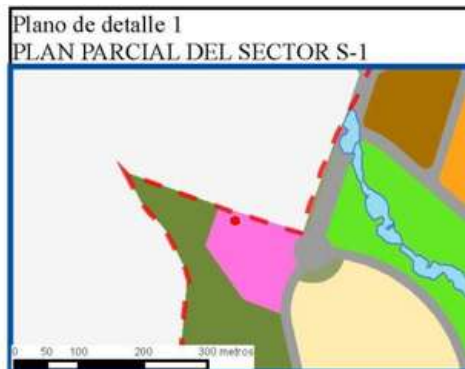 Plano de detalle 1
PLAN PARCIAL DEL SECTOR S-1
0 50 100 200 300 metros